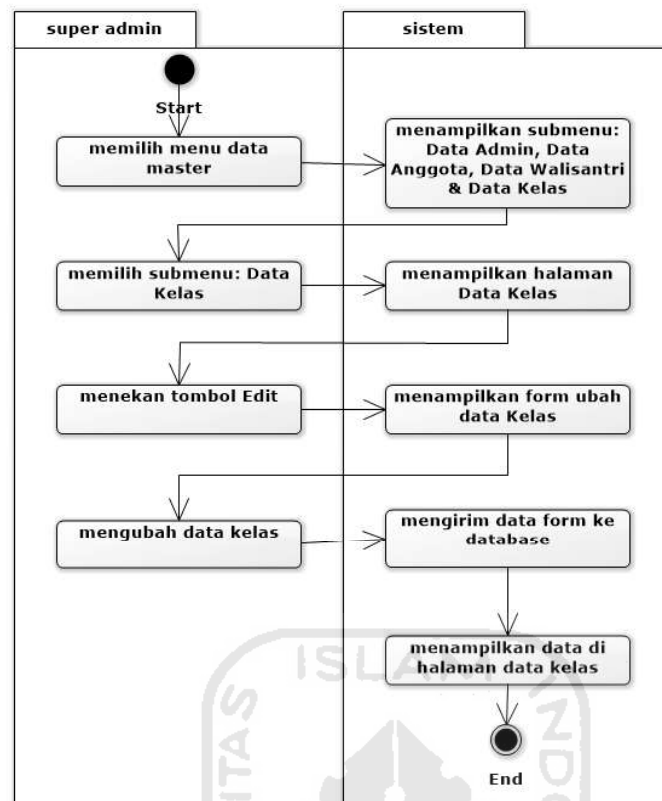 super admin
sistem
Start
memilih menu data
master
menampilkan submenu:
Data Admin, Data
Anggota, Data Walisantri
& Data Kelas
memilih submenu: Data
Kelas
menampilkan halaman
Data Kelas
menekan tombol Edit
menampilkan form ubah
data Kelas
mengubah data kelas
mengirim data form ke
database
menampilkan data di
halaman data kelas
End
ISLAM